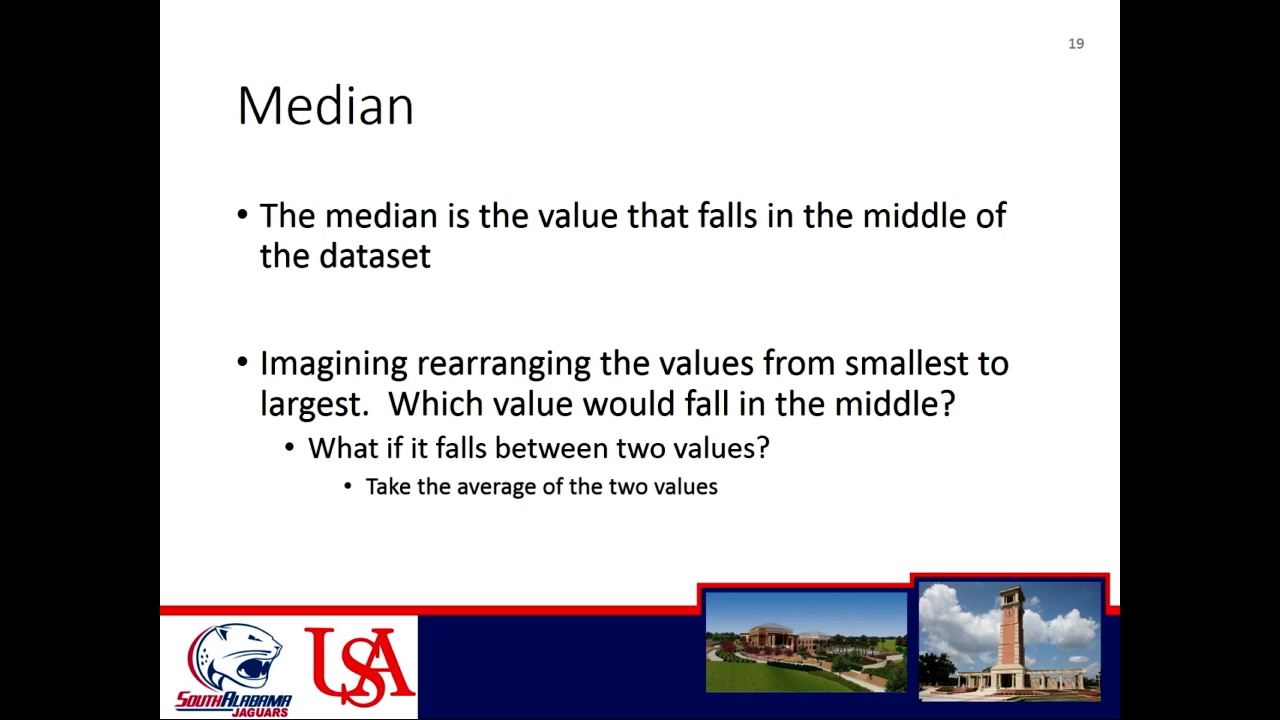 19
Median
• The median is the value that falls in the middle of
the dataset
• Imagining rearranging the values from smallest to
largest.  Which value would fall in the middle?
• What if it falls between two values?
• Take the average of the two values
USA
SOUTH ALABAMA
JAGUARS